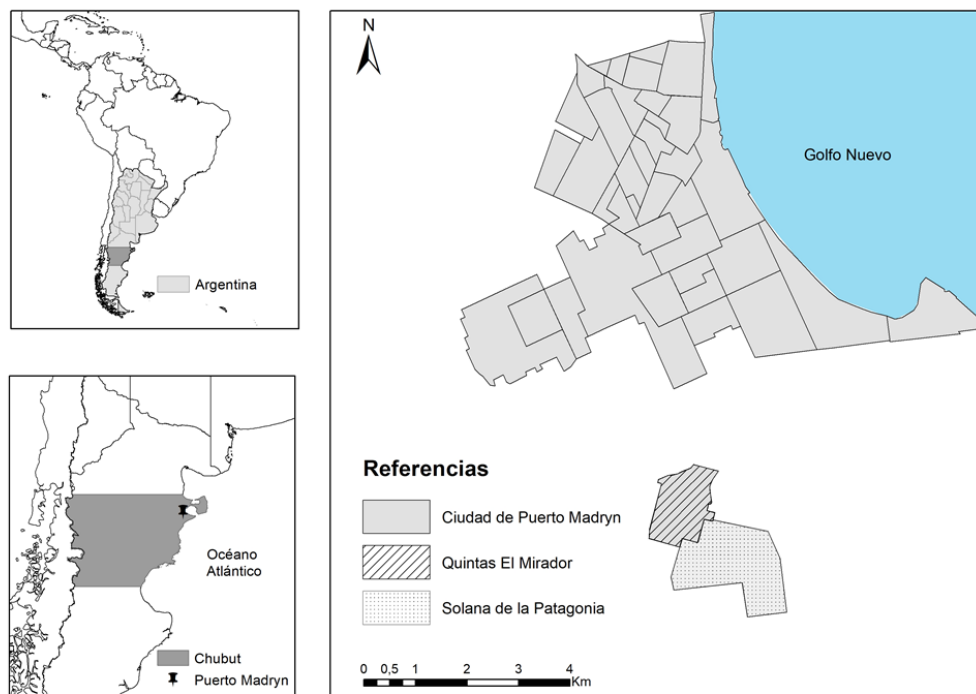 Argentina
Océano
Atlántico
Chubut
Puerto Madryn
N
Golfo Nuevo
Referencias
Ciudad de Puerto Madryn
Quintas El Mirador
Solana de la Patagonia
0 0,5 1 2 3 4
Km